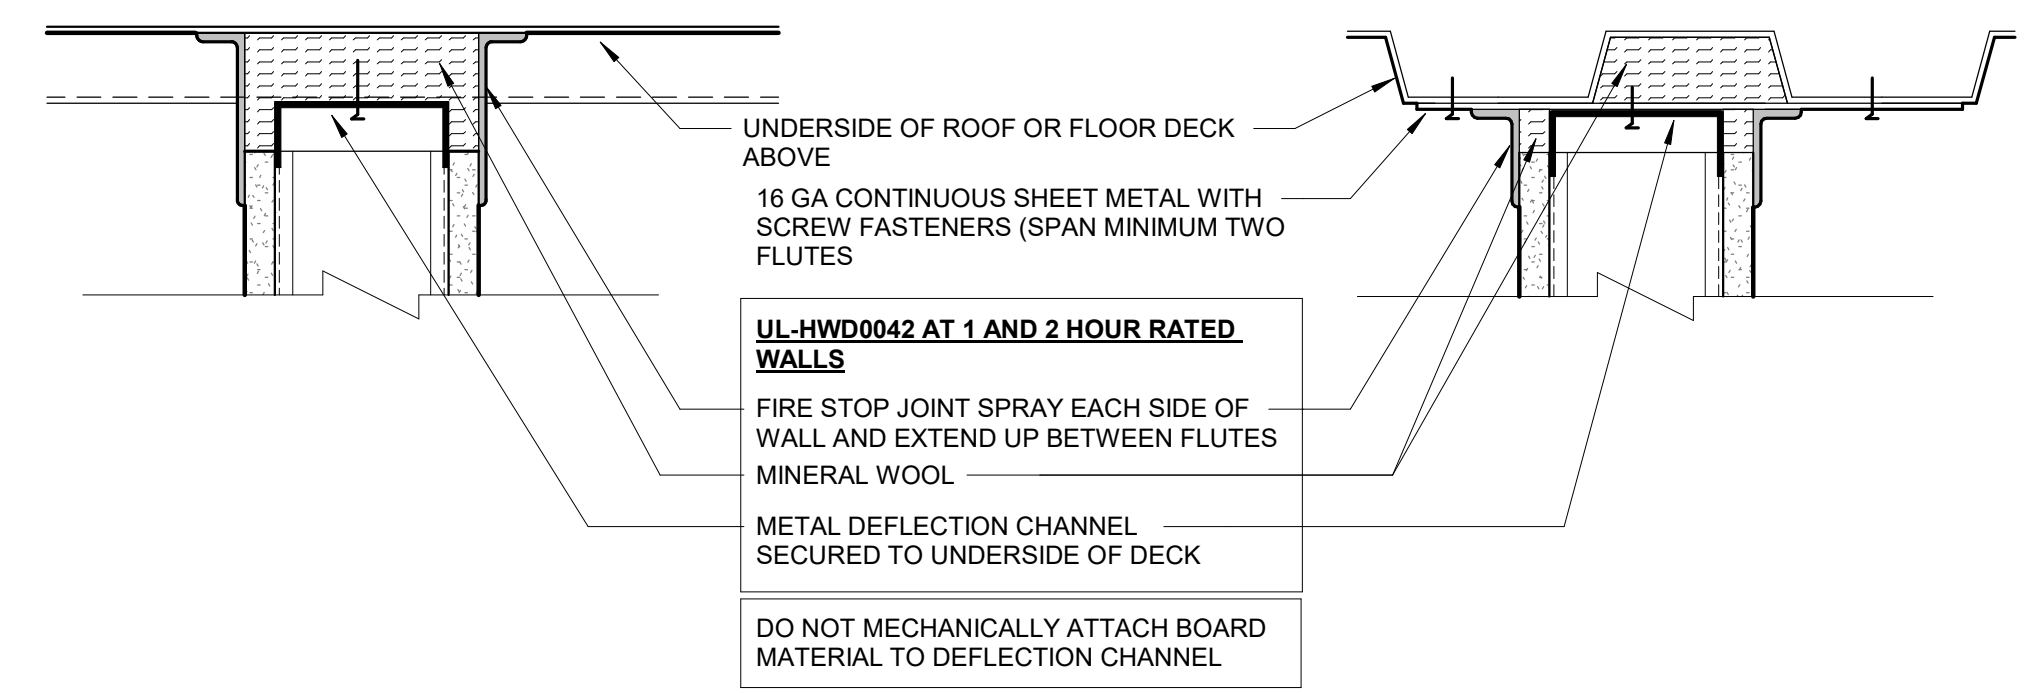 UNDERSIDE OF ROOF OR FLOOR DECK
ABOVE
16 GA CONTINUOUS SHEET METAL WITH
SCREW FASTENERS (SPAN MINIMUM TWO
FLUTES
UL-HWD0042 AT 1 AND 2 HOUR RATED
WALLS
FIRE STOP JOINT SPRAY EACH SIDE OF
WALL AND EXTEND UP BETWEEN FLUTES
MINERAL WOOL
METAL DEFLECTION CHANNEL
SECURED TO UNDERSIDE OF DECK
DO NOT MECHANICALLY ATTACH BOARD
MATERIAL TO DEFLECTION CHANNEL